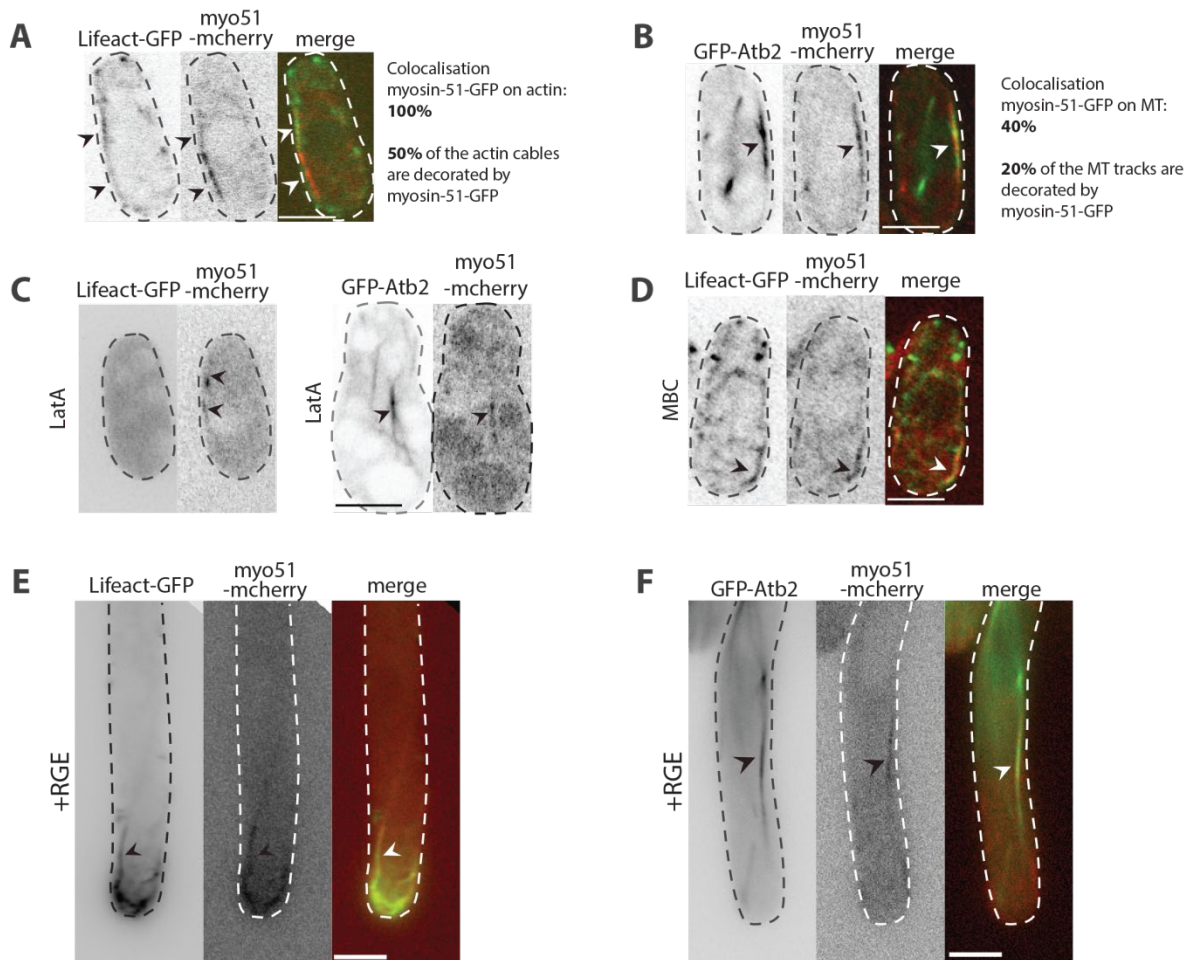 A
Lifeact-GFP
myo51
-mcherry
merge
Colocalisation
myosin-51-GFP on actin:
100%
50% of the actin cables
are decorated by
myosin-51-GFP
B
GFP-Atb2
myo51
-mcherry
merge
Colocalisation
myosin-51-GFP on MT:
40%
20% of the MT tracks are
decorated by
myosin-51-GFP
C
LatA
Lifeact-GFP
myo51
-mcherry
LatA
GFP-Atb2
myo51
-mcherry
D
MBC
Lifeact-GFP
myo51
-mcherry
merge
E
+RGE
Lifeact-GFP
myo51
-mcherry
merge
F
+RGE
GFP-Atb2
myo51
-mcherry
merge